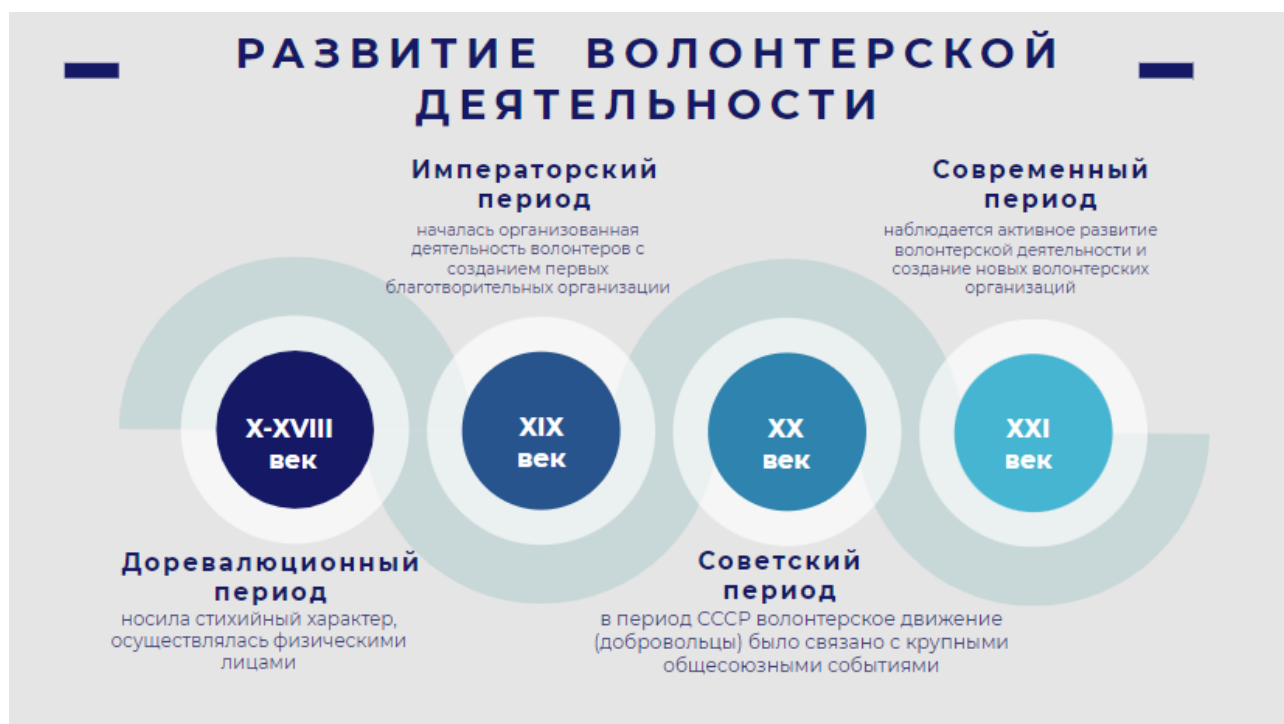 РАЗВИТИЕ ВОЛОНТЕРСКОЙ
ДЕЯТЕЛЬНОСТИ
Императорский
период
началась организованная
деятельность волонтеров с
созданием первых
благотворительных организации
Современный
период
наблюдается активное развитие
волонтерской деятельности и
создание новых волонтерских
организаций
X-XVIII
век
XIX
век
XX
век
XXI
век
Доревалюционный
период
носила стихийный характер,
осуществлялась физическими
лицами
Советский
период
в период СССР волонтерское движение
(добровольцы) было связано с крупными
общесоюзными событиями